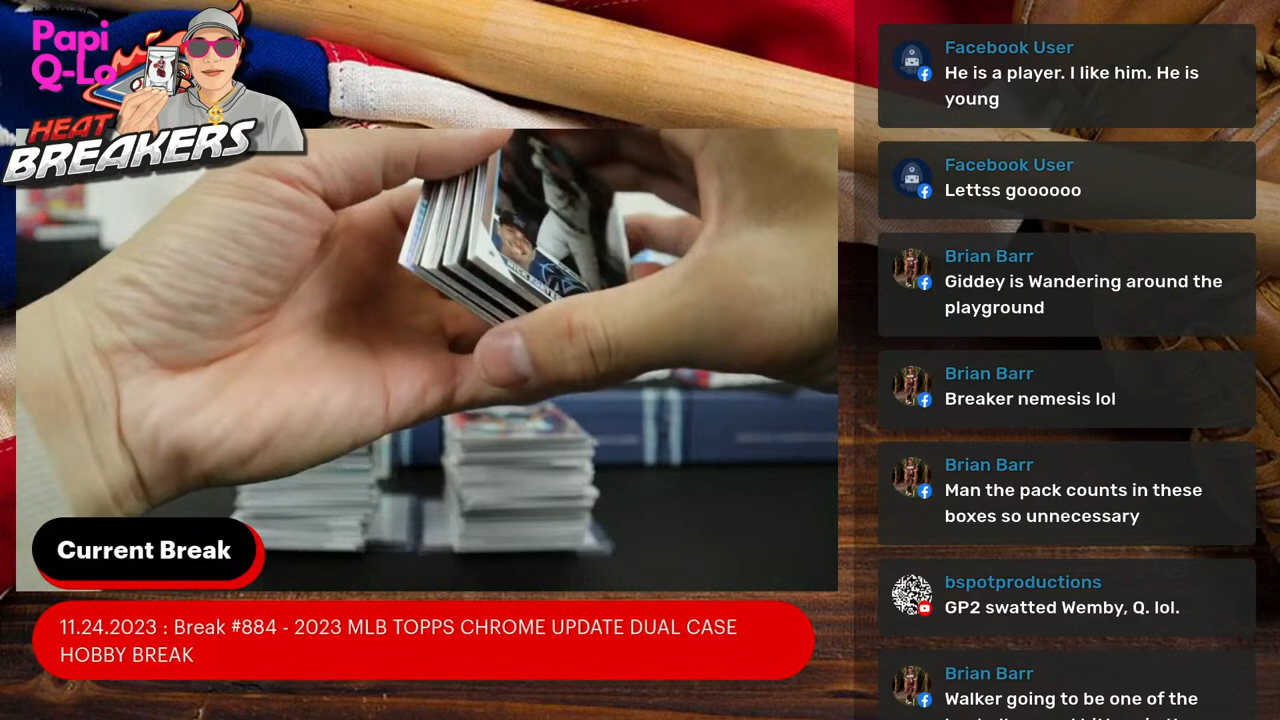 Papi
Q-Lo
HEAT
BREAKERS
Current Break
11.24.2023 : Break #884 - 2023 MLB TOPPS CHROME UPDATE DUAL CASE
HOBBY BREAK
Facebook User
He is a player. I like him. He is
young
Facebook User
Lettss goooooo
Brian Barr
Giddey is Wandering around the
playground
Brian Barr
Breaker nemesis lol
Brian Barr
Man the pack counts in these
boxes so unnecessary
bspotproductions
GP2 swatted Wemby, Q. lol.
Brian Barr
Walker going to be one of the